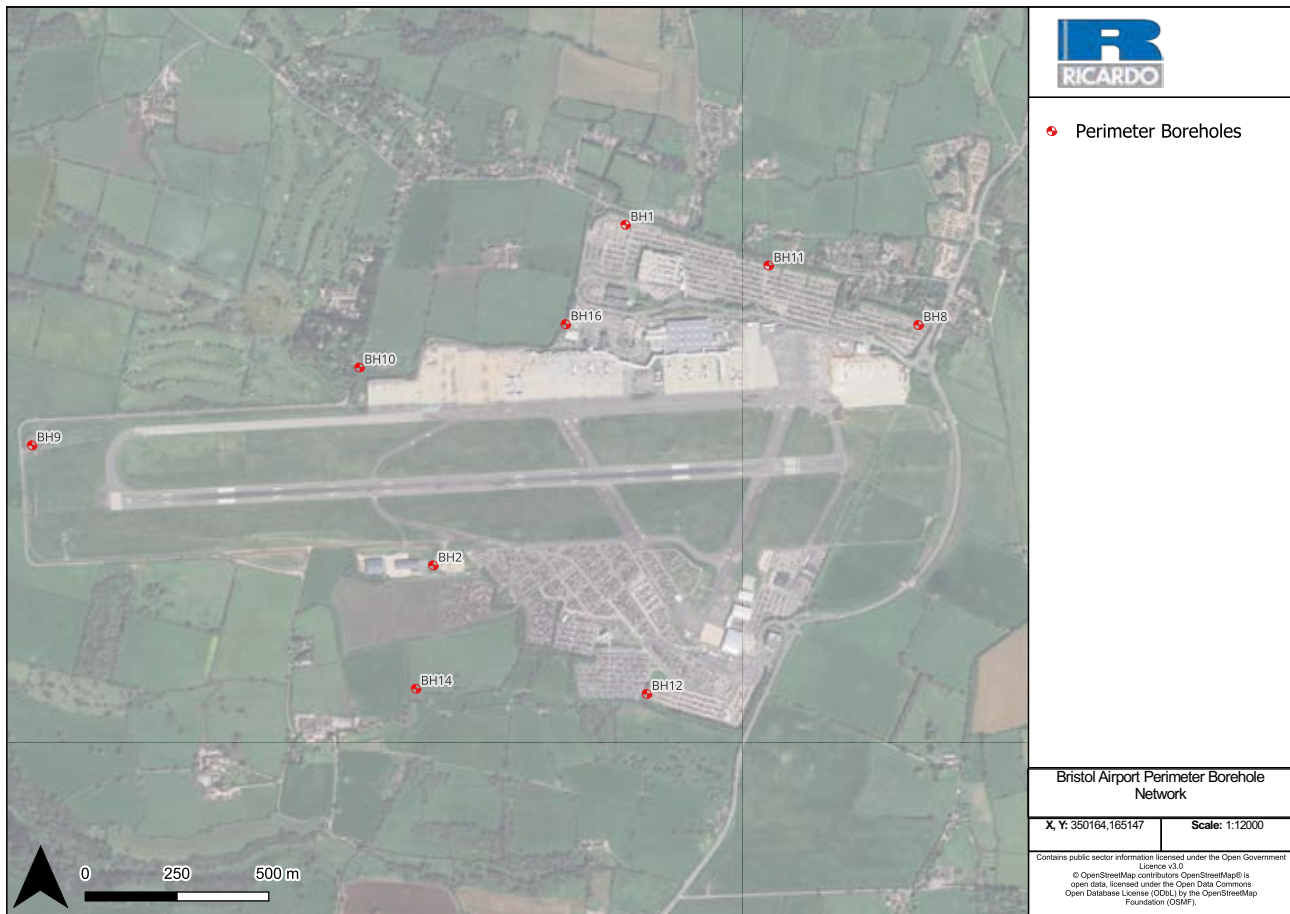 RICARDO
Perimeter Boreholes
BH1
BH11
BH16
BH8
BH10
BH9
BH2
BH14
BH12
0 250 500 m
Bristol Airport Perimeter Borehole
Network
X, Y: 350164,165147 Scale: 1:12000
Contains public sector information licensed under the Open Government
Licence v3.0
© OpenStreetMap contributors OpenStreetMap® is
open data, licensed under the Open Data Commons
Open Database License (ODbL) by the OpenStreetMap
Foundation (OSMF).